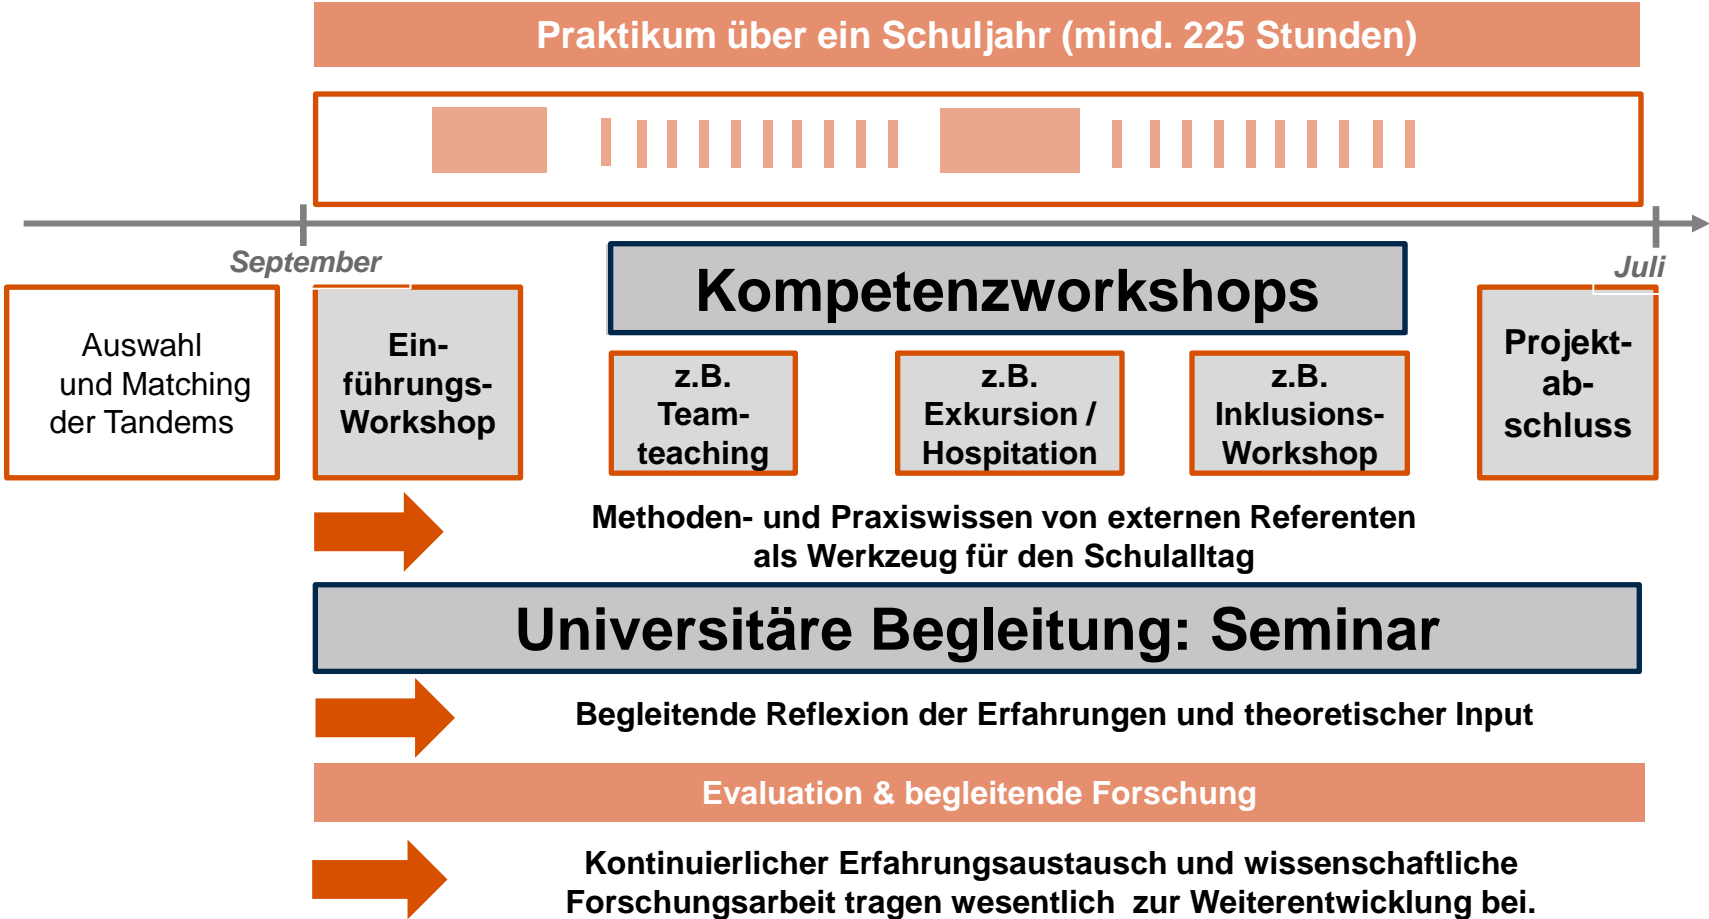 Praktikum über ein Schuljahr (mind. 225 Stunden)
September
Juli
Auswahl
und Matching
der Tandems
Ein-
führungs-
Workshop
Kompetenzworkshops
z.B.
Team-
teaching
z.B.
Exkursion /
Hospitation
z.B.
Inklusions-
Workshop
Projekt-
ab-
schluss
Methoden- und Praxiswissen von externen Referenten
als Werkzeug für den Schulalltag
Universitäre Begleitung: Seminar
Begleitende Reflexion der Erfahrungen und theoretischer Input
Evaluation & begleitende Forschung
Kontinuierlicher Erfahrungsaustausch und wissenschaftliche
Forschungsarbeit tragen wesentlich  zur Weiterentwicklung bei.